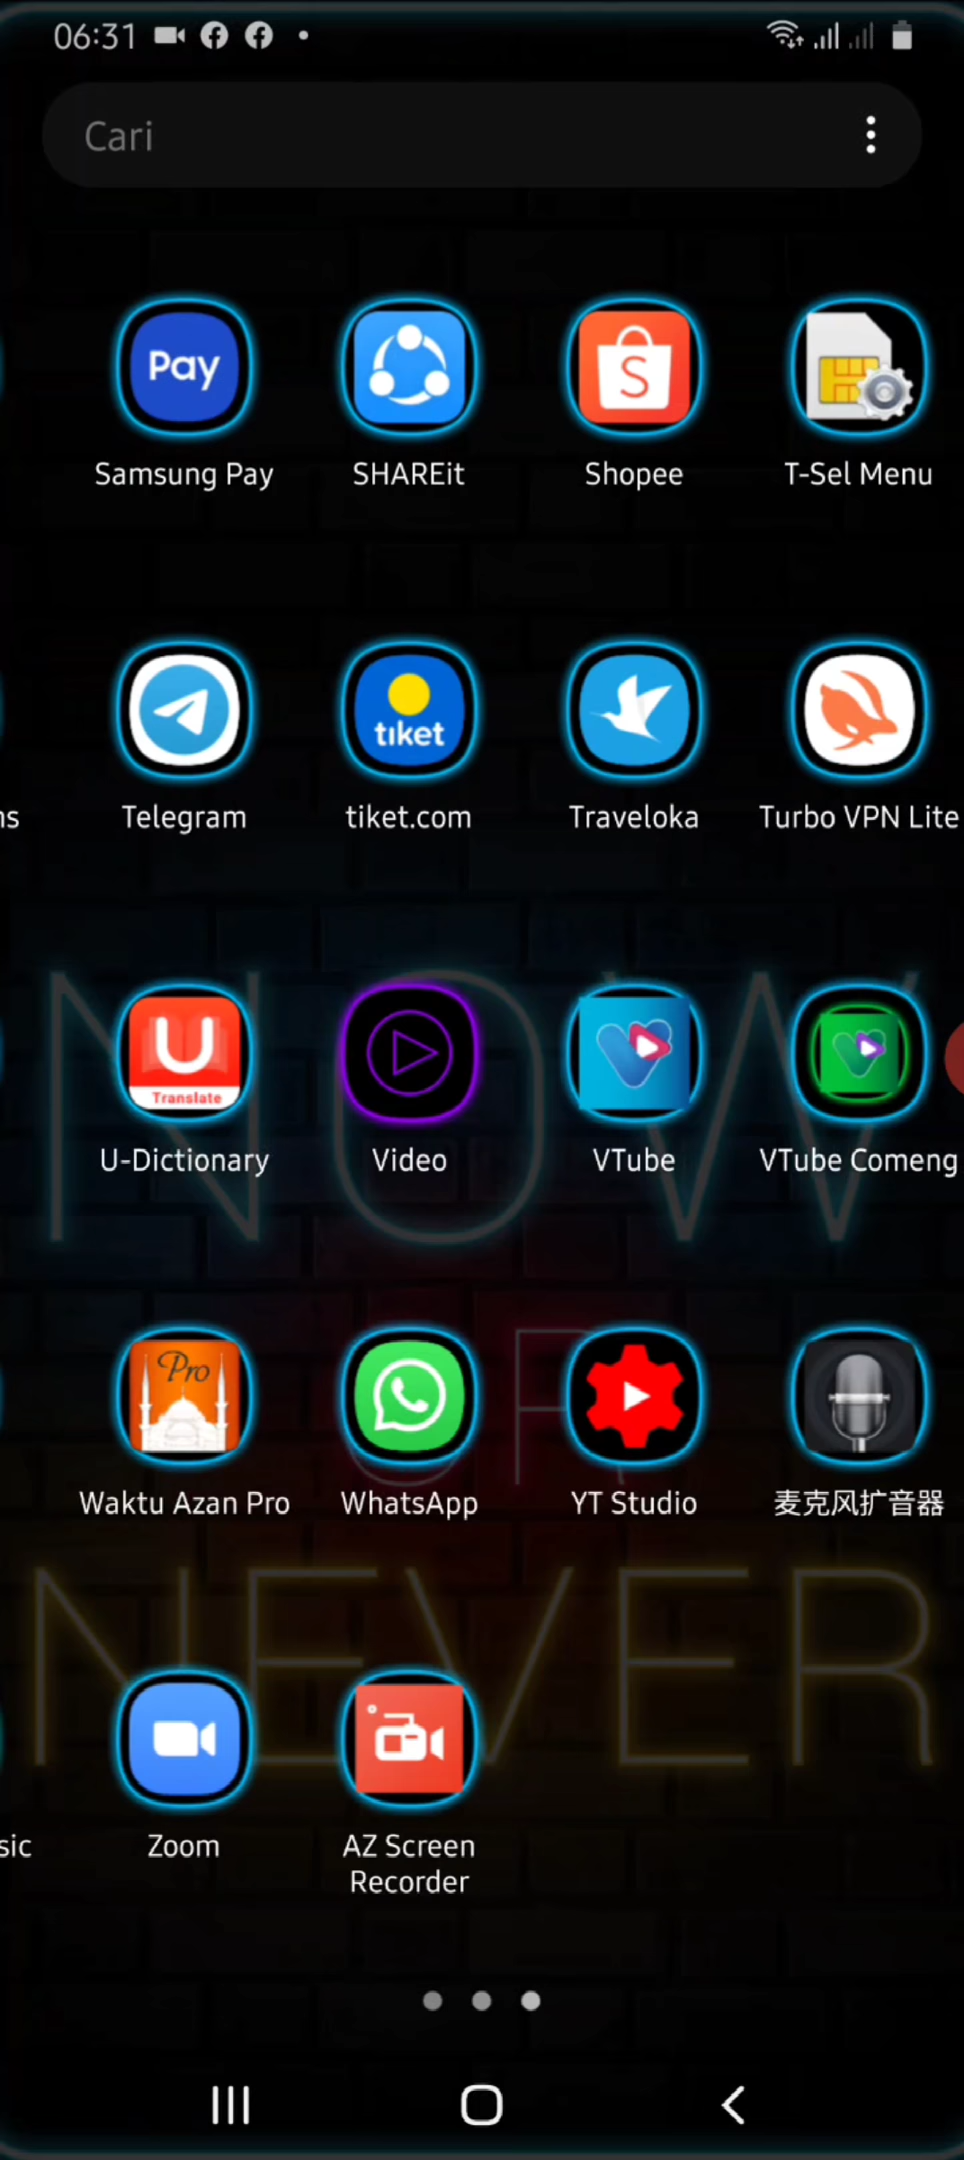 06:31
Cari
Pay
S
Samsung Pay
SHAREit
Shopee
T-Sel Menu
tiket
ns
Telegram
tiket.com
Traveloka
Turbo VPN Lite
NOW
U
Translate
U-Dictionary
Video
VTube
VTube Comeng
OR
Pro
Waktu Azan Pro
WhatsApp
YT Studio
麦克风扩音器
NEVER
sic
Zoom
AZ Screen
Recorder